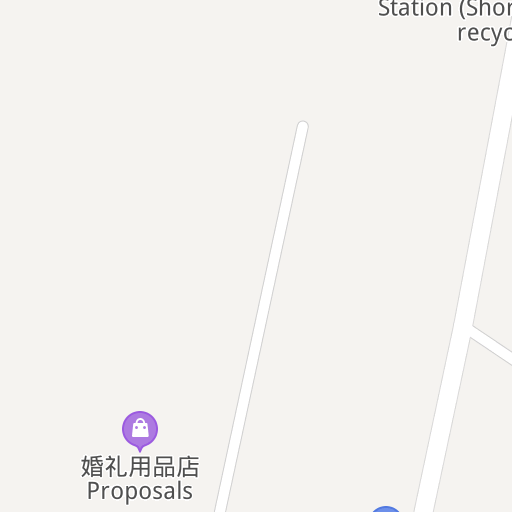 Station (Shor
recyc
婚礼用品店
Proposals